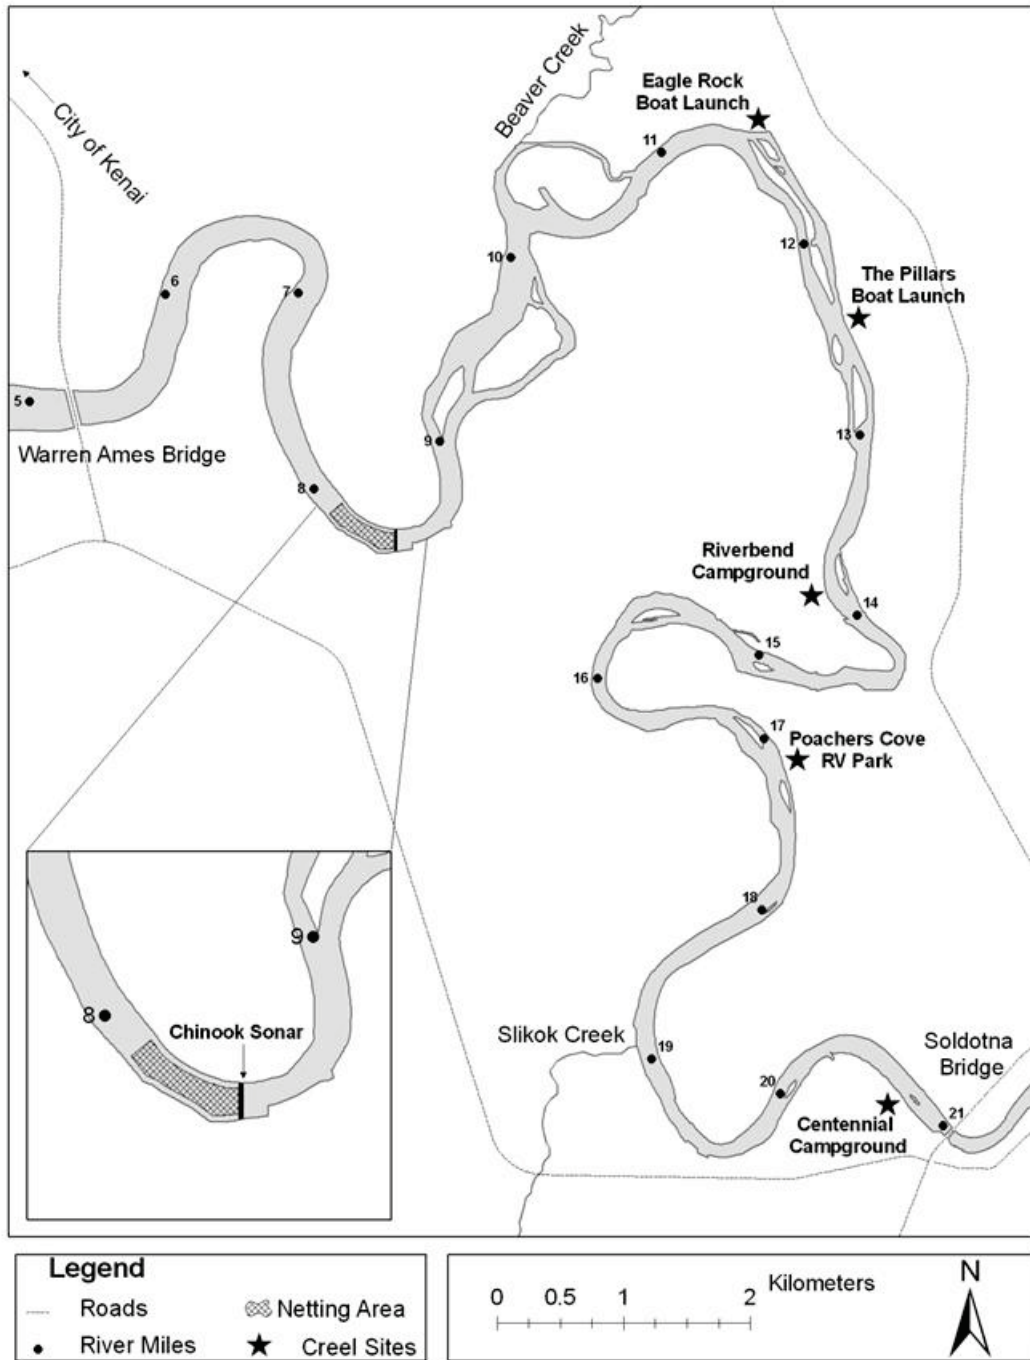 Beaver Creek
Eagle Rock
Boat Launch
City of Kenai
11
12
10
6
7
The Pillars
Boat Launch
5
Warren Ames Bridge
9
13
8
Riverbend
Campground
14
15
16
17
Poachers Cove
RV Park
18
9
8
Chinook Sonar
Slikok Creek
19
Soldotna
Bridge
20
21
Centennial
Campground
Legend
Roads
Netting Area
River Miles
Creel Sites
Kilometers
0 0.5 1 2
N